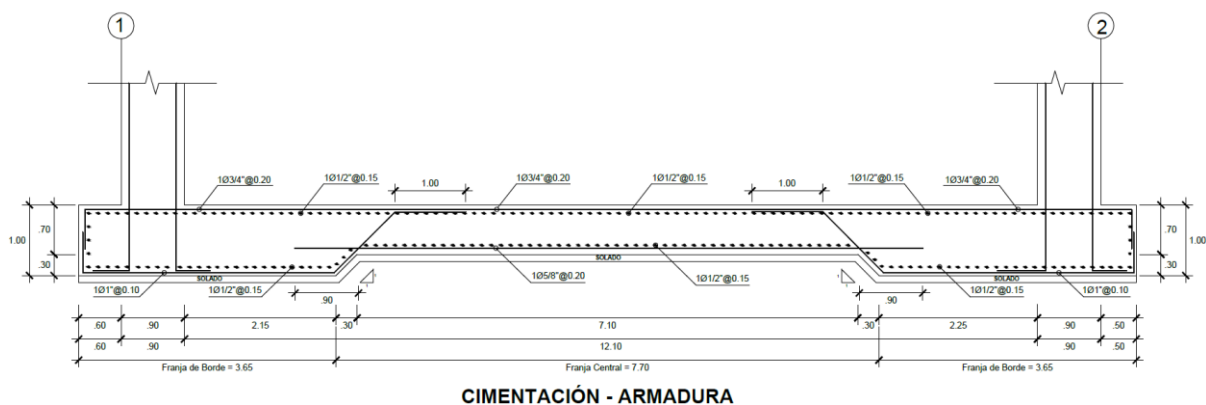 1
2
1Ø3/4"@0.20
1Ø1/2"@0.15
1.00
1Ø3/4"@0.20
1Ø1/2"@0.15
1.00
1Ø1/2"@0.15
1Ø3/4"@0.20
1.00
.70
.30
.70
.30
1.00
SOLADO
SOLADO
SOLADO
1Ø1"@0.10
1Ø1/2"@0.15
1Ø5/8"@0.20
1Ø1/2"@0.15
1Ø1/2"@0.15
1Ø1"@0.10
.90
.90
.60
.90
2.15
.30
7.10
.30
2.25
.90
.50
.60
.90
12.10
.90
.50
Franja de Borde = 3.65
Franja Central = 7.70
Franja de Borde = 3.65
CIMENTACIÓN - ARMADURA